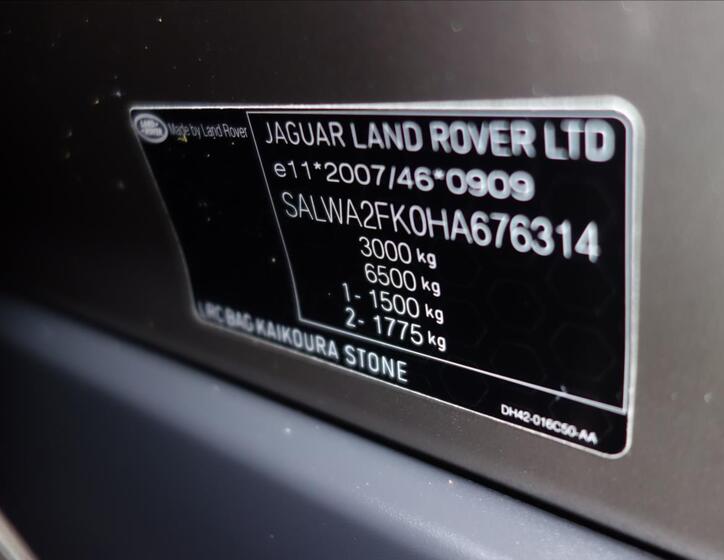 LAND-
ROVER
Made by Land Rover
JAGUAR LAND ROVER LTD
e11*2007/46*0909
SALWA2FK0HA676314
3000 kg
6500 kg
1- 1500 kg
2- 1775 kg
LRC BAG KAIKOURA STONE
DH42-016C50-AA